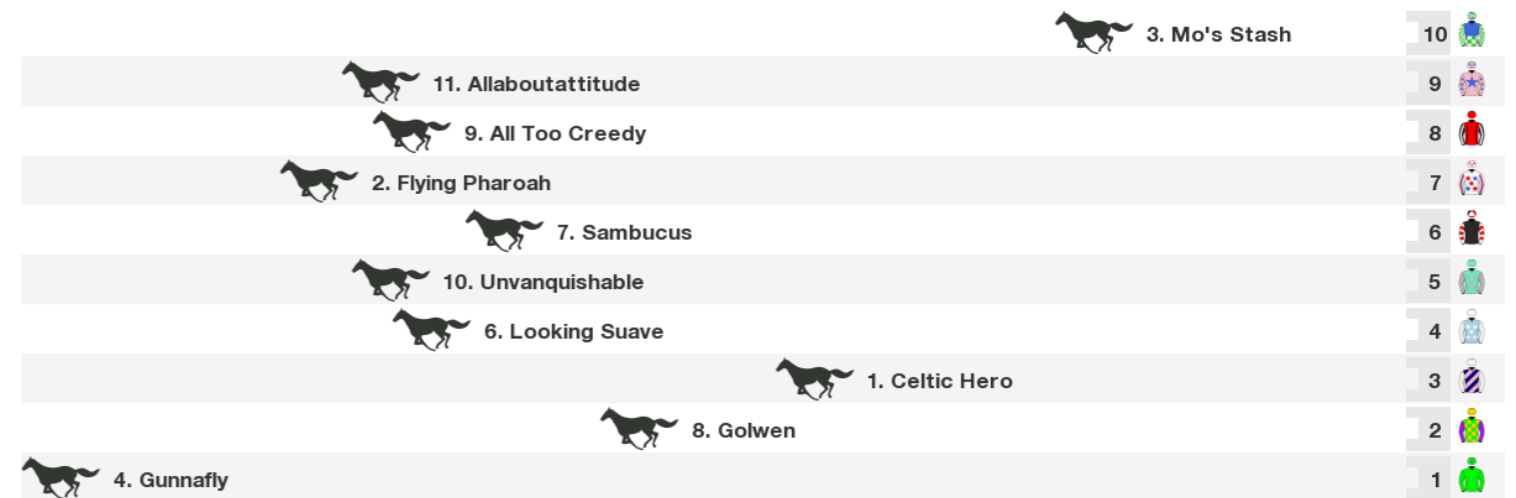 3. Mo's Stash 10
11. Allaboutattitude 9
9. All Too Creedy 8
2. Flying Pharoah 7
7. Sambucus 6
10. Unvanquishable 5
6. Looking Suave 4
1. Celtic Hero 3
8. Golwen 2
4. Gunnafly 1